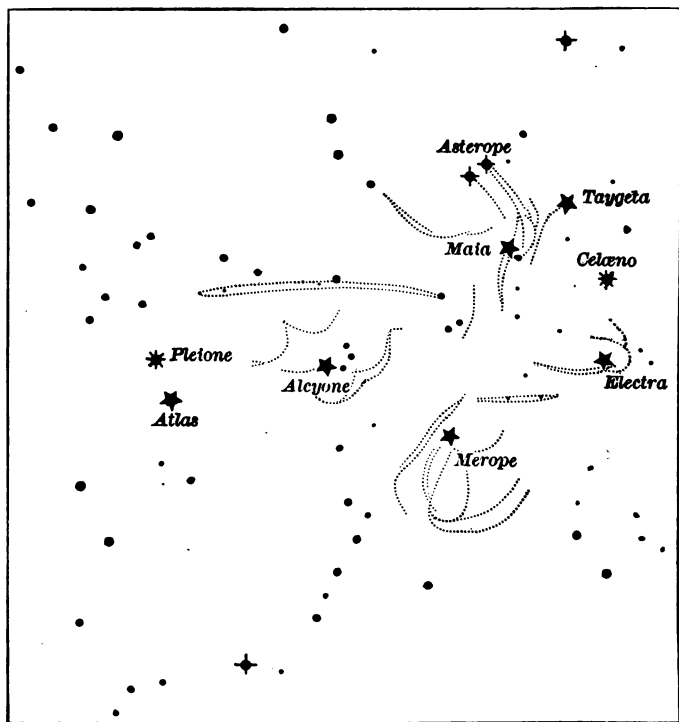 Asterope
Taygeta
Maia
Celæno
Pleione
Alcyone
Electra
Atlas
Merope